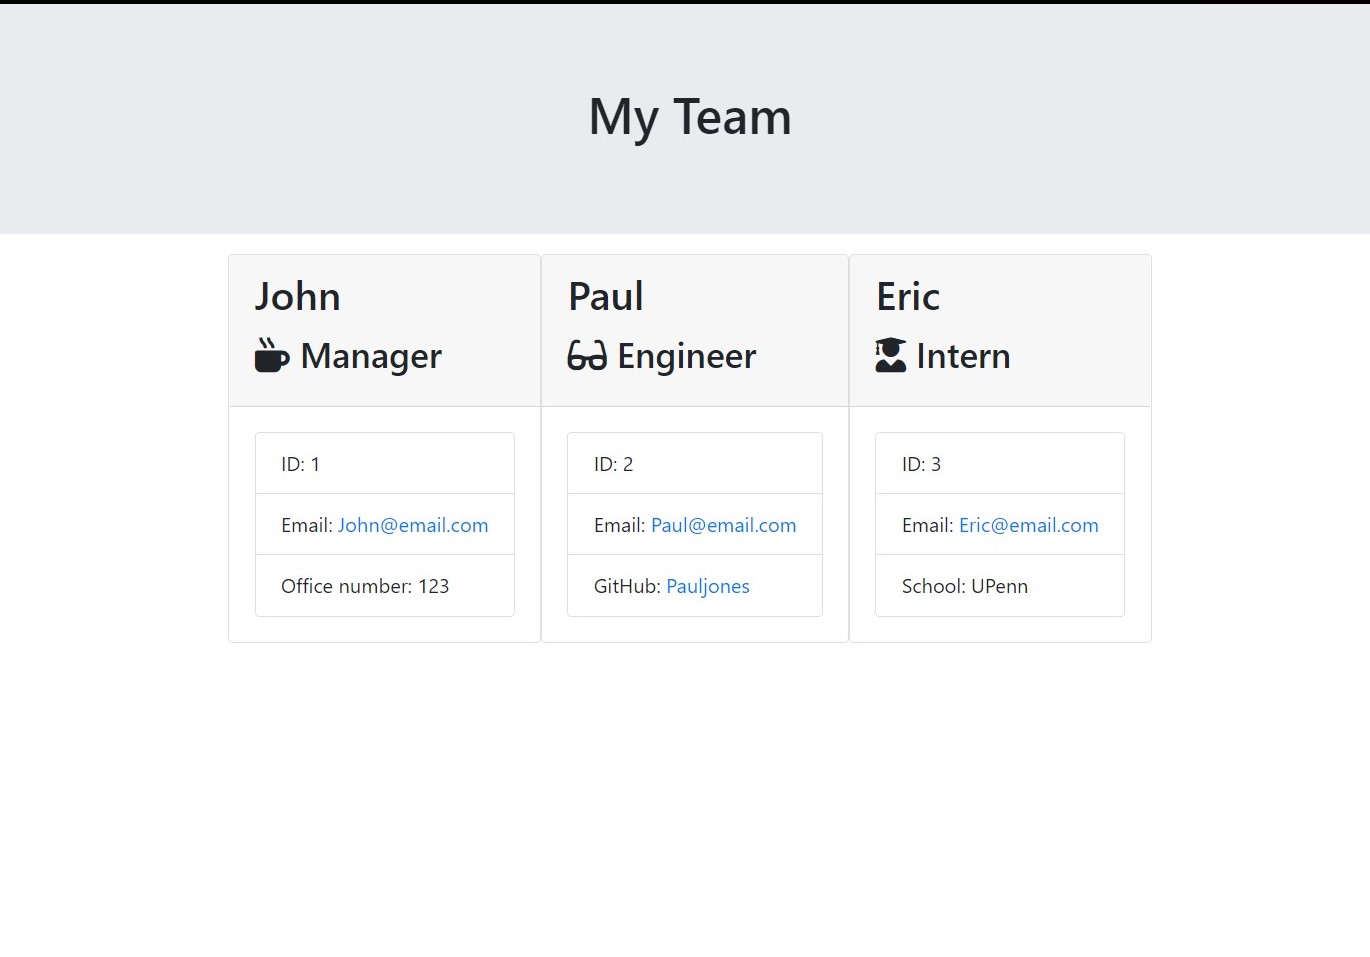 My Team
John
Manager
ID: 1
Email: John@email.com
Office number: 123
Paul
Engineer
ID: 2
Email: Paul@email.com
GitHub: Pauljones
Eric
Intern
ID: 3
Email: Eric@email.com
School: UPenn